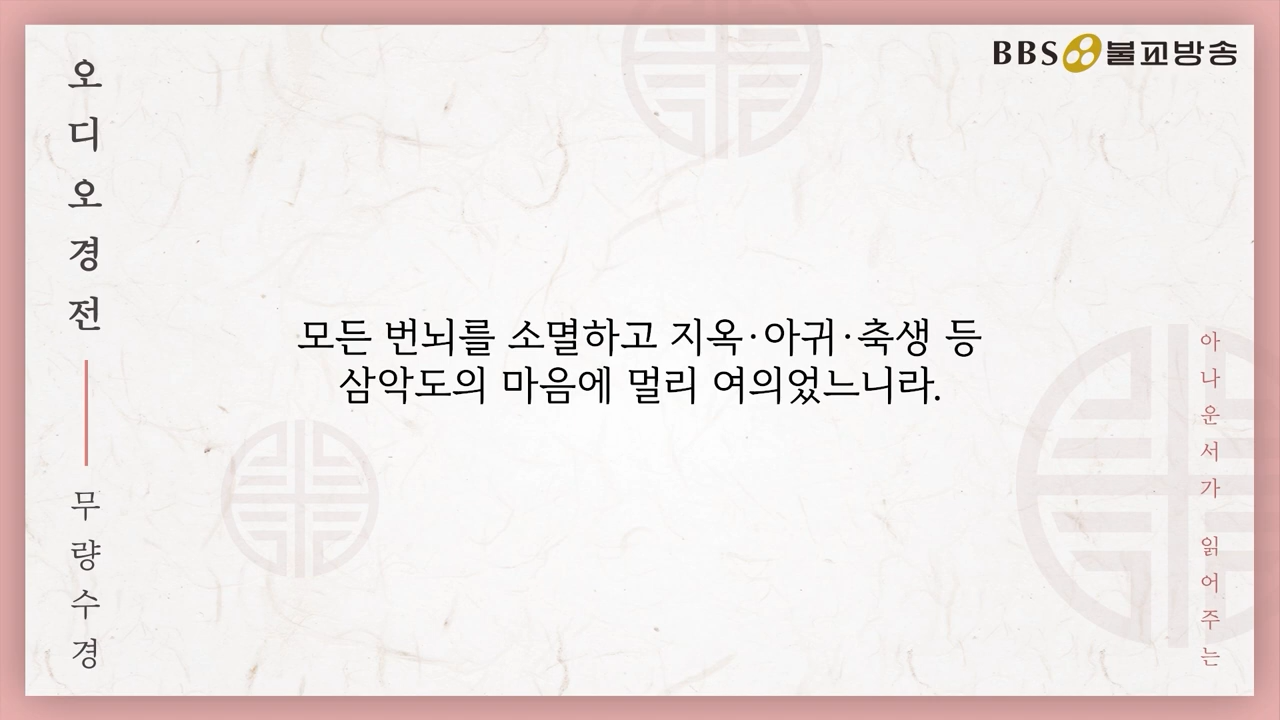 오디오경전
무량수경
BBS 불교방송
모든 번뇌를 소멸하고 지옥·아귀·축생 등
삼악도의 마음에 멀리 여의었느니라.
아나운서가 읽어주는